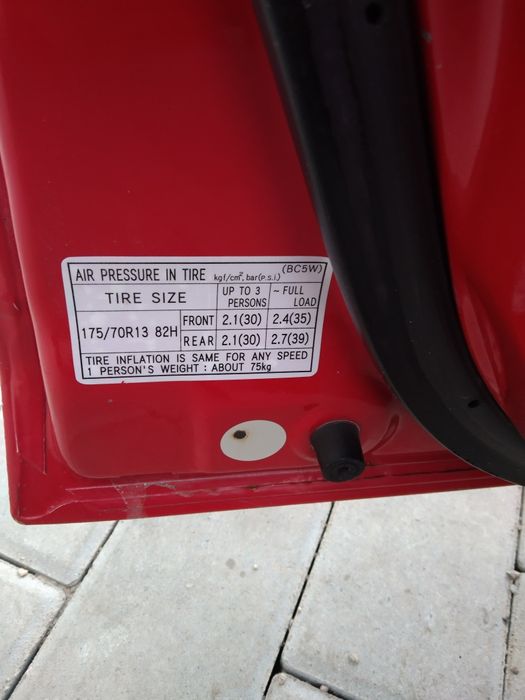 AIR PRESSURE IN TIRE kgf/cm², bar(P.S.I.) (BC5W)
TIRE SIZE UP TO 3 PERSONS ~ FULL LOAD
175/70R13 82H FRONT 2.1(30) 2.4(35)
REAR 2.1(30) 2.7(39)
TIRE INFLATION IS SAME FOR ANY SPEED
1 PERSON'S WEIGHT : ABOUT 75kg